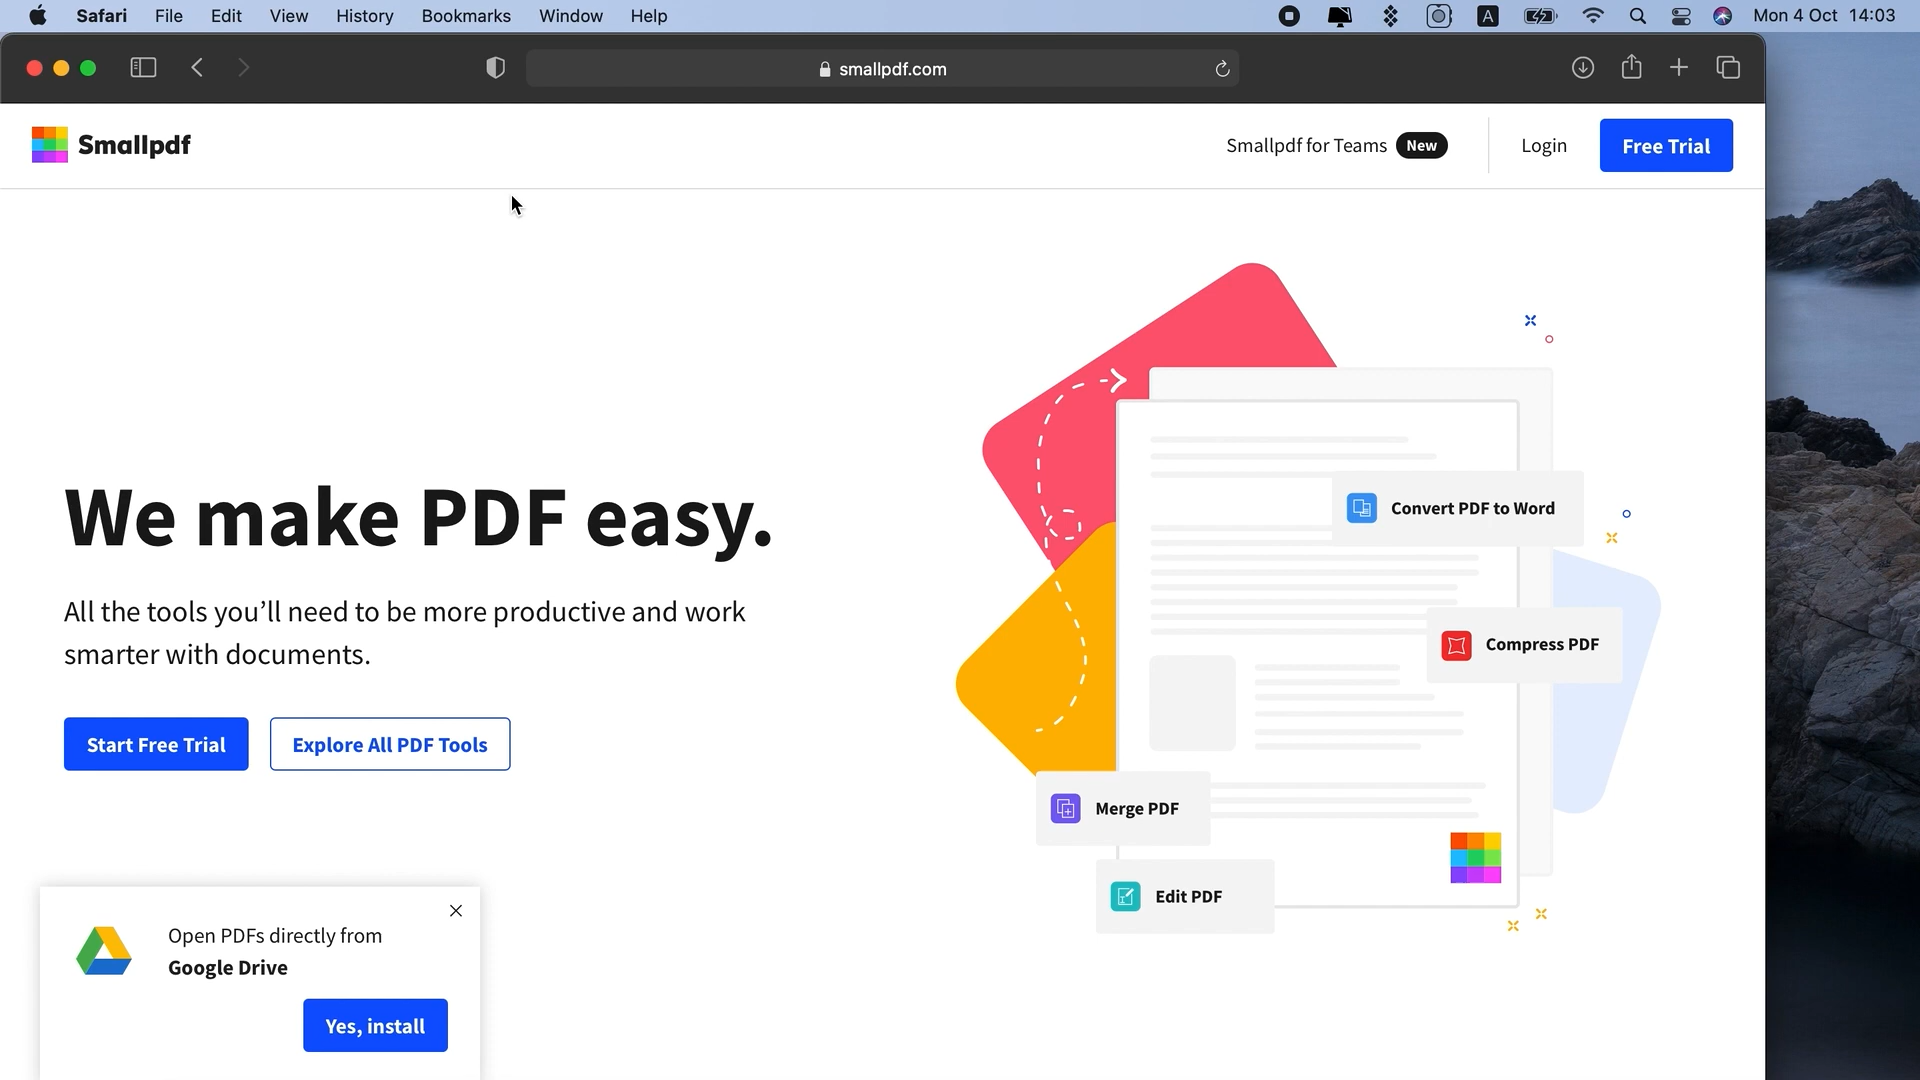 Safari File Edit View History Bookmarks Window Help A Mon 4 Oct 14:03
smallpdf.com
Smallpdf Smallpdf for Teams New Login Free Trial
We make PDF easy.
All the tools you’ll need to be more productive and work
smarter with documents.
Start Free Trial Explore All PDF Tools
Convert PDF to Word
Compress PDF
Merge PDF
Edit PDF
Open PDFs directly from
Google Drive
Yes, install